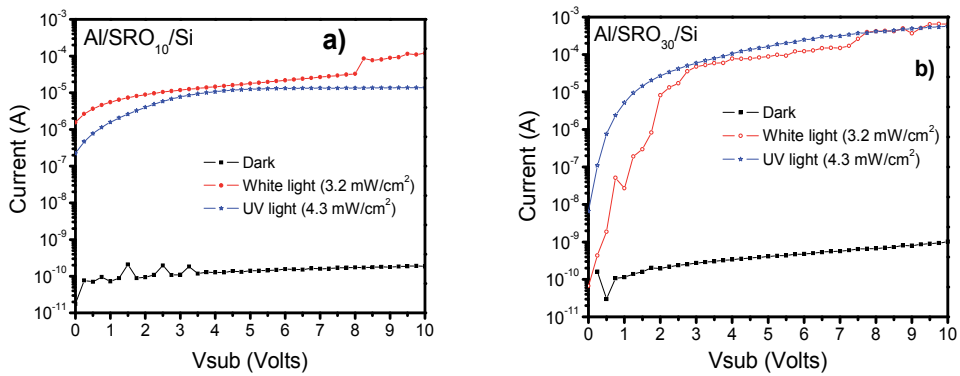 Al/SRO₁₀/Si
a)
Current (A)
10⁻³
10⁻⁴
10⁻⁵
10⁻⁶
10⁻⁷
10⁻⁸
10⁻⁹
10⁻¹⁰
10⁻¹¹
Dark
White light (3.2 mW/cm²)
UV light (4.3 mW/cm²)
0 1 2 3 4 5 6 7 8 9 10
Vsub (Volts)
Al/SRO₃₀/Si
b)
Current (A)
10⁻³
10⁻⁴
10⁻⁵
10⁻⁶
10⁻⁷
10⁻⁸
10⁻⁹
10⁻¹⁰
10⁻¹¹
Dark
White light (3.2 mW/cm²)
UV light (4.3 mW/cm²)
0 1 2 3 4 5 6 7 8 9 10
Vsub (Volts)